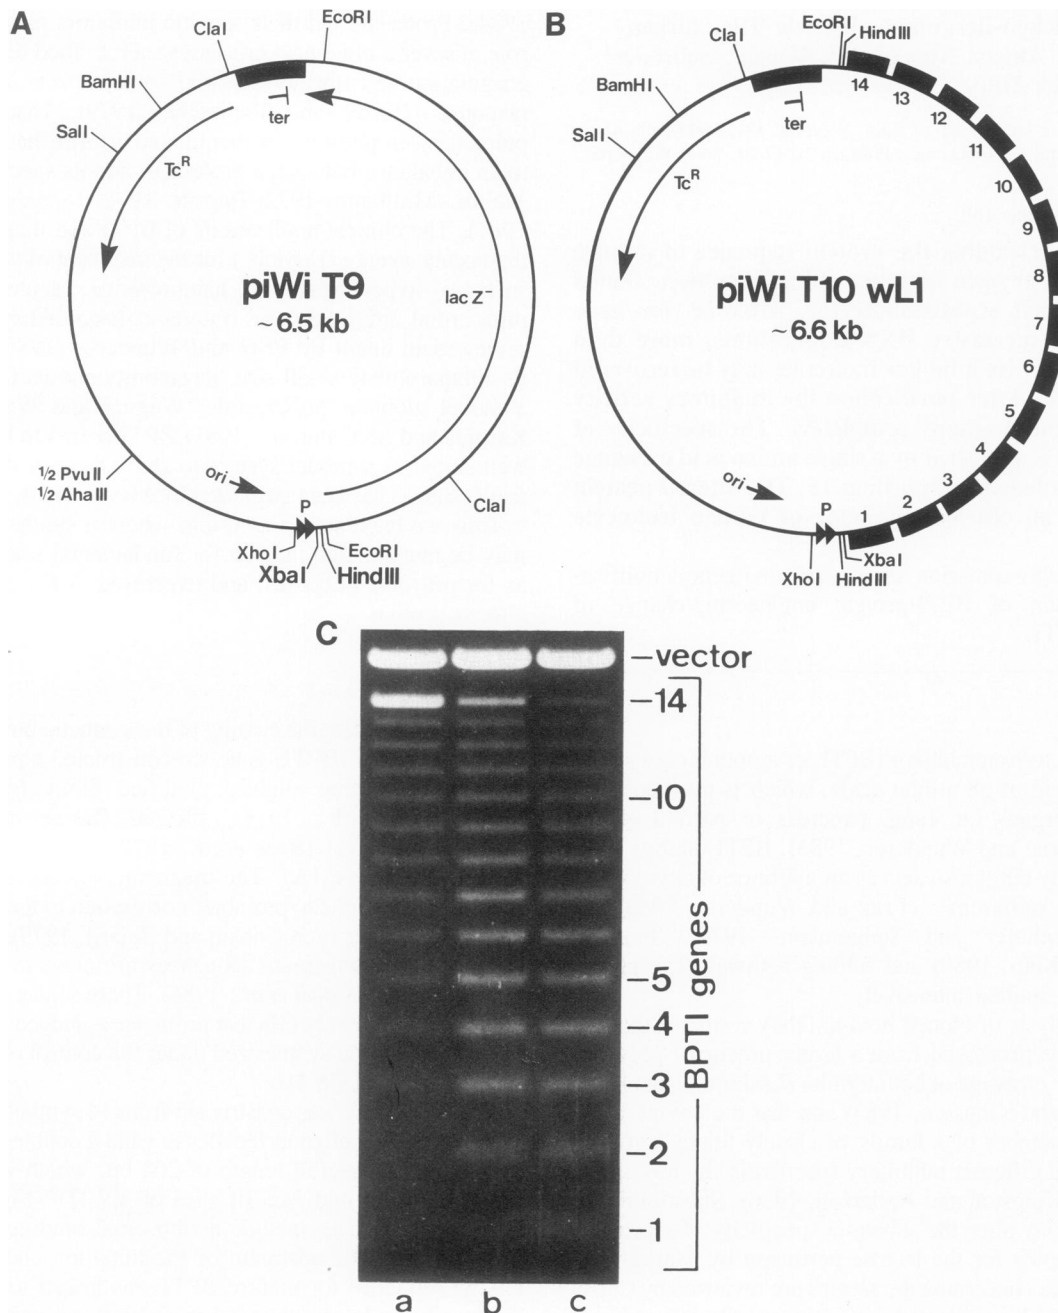 A
EcoRI
ClaI
BamHI
SalI
ter
Tc^R
piWi T9
~6.5 kb
lac Z
1/2 PvuII
1/2 AhaIII
ori
P
ClaI
XhoI
EcoRI
XbaI
HindIII
B
EcoRI
HindIII
ClaI
BamHI
SalI
ter
Tc^R
14
13
12
11
10
9
8
7
6
5
4
3
2
1
piWi T10 wL1
~6.6 kb
ori
P
XbaI
XhoI
HindIII
C
vector
14
10
5
4
3
2
1
BPTI genes
a b c